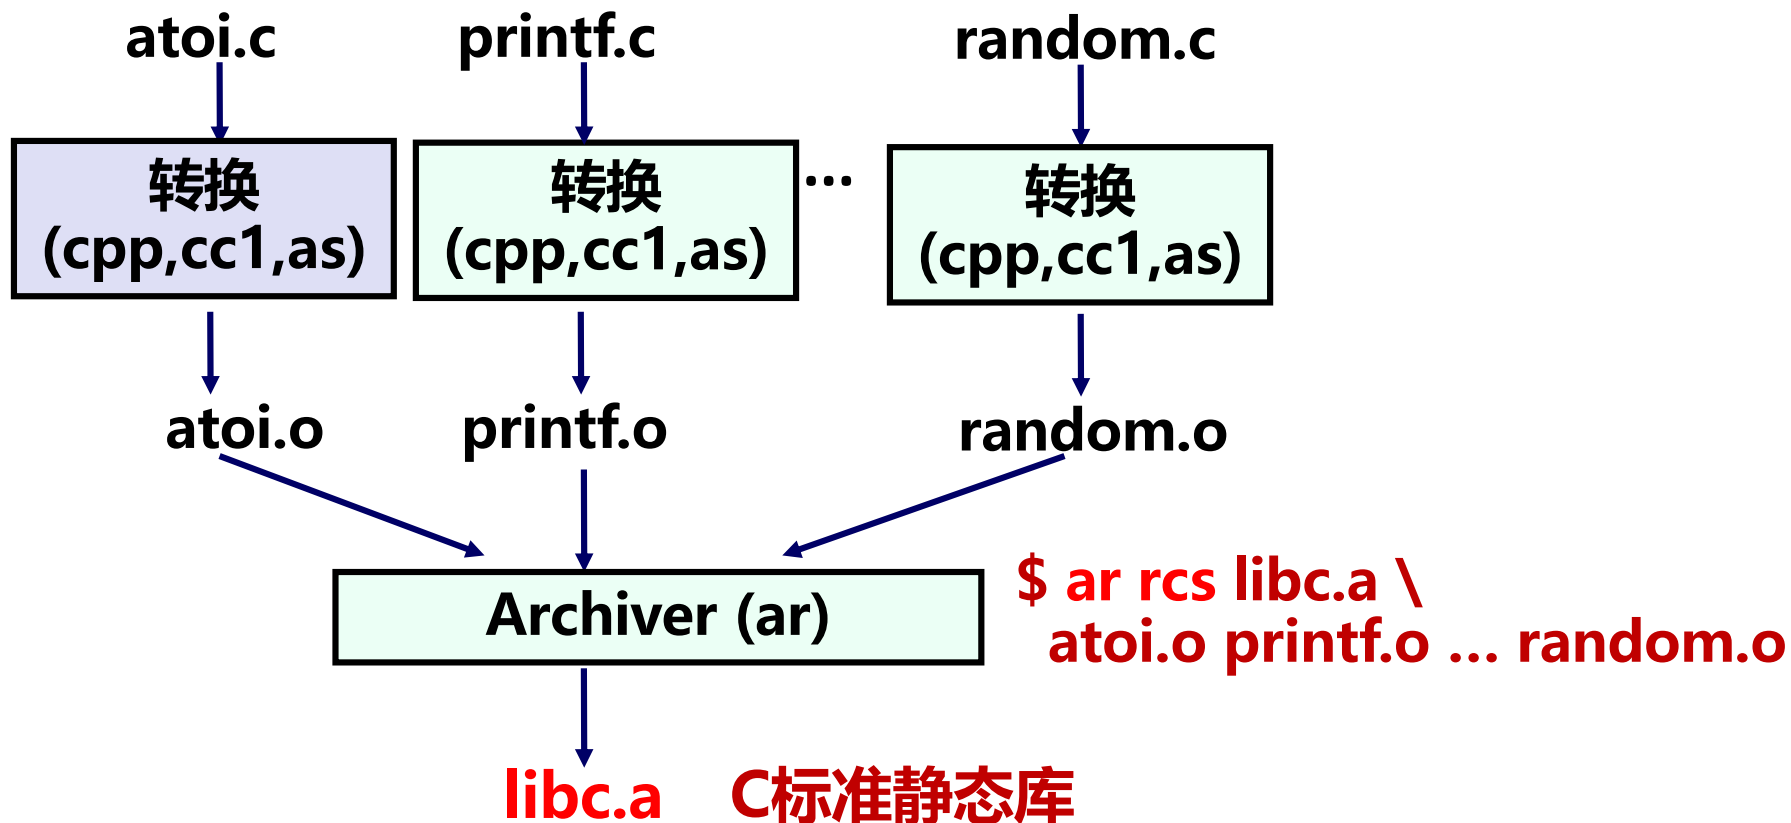 atoi.c
printf.c
random.c
转换
(cpp,cc1,as)
转换
(cpp,cc1,as)
...
转换
(cpp,cc1,as)
atoi.o
printf.o
random.o
Archiver (ar)
$ ar rcs libc.a \
atoi.o printf.o … random.o
libc.a
C标准静态库